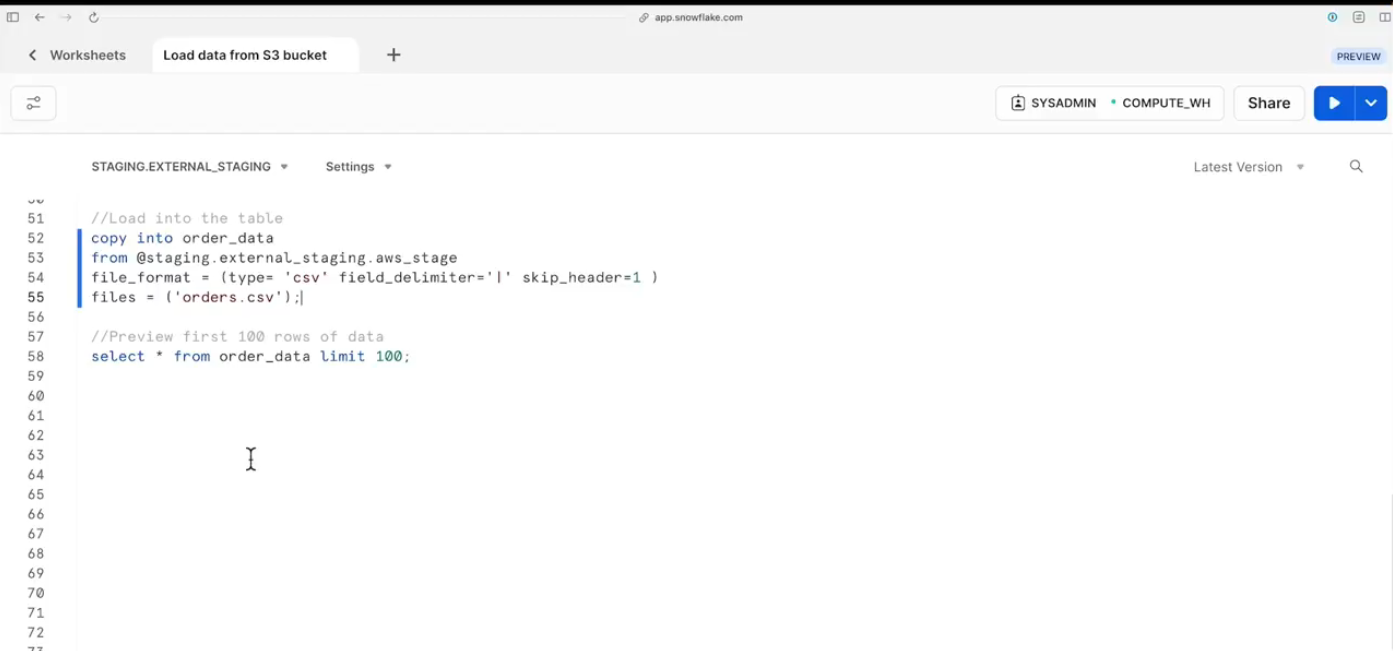 app.snowflake.com
Worksheets
Load data from S3 bucket
+
PREVIEW
SYSADMIN
COMPUTE_WH
Share
STAGING.EXTERNAL_STAGING
Settings
Latest Version
51 //Load into the table
52 copy into order_data
53 from @staging.external_staging.aws_stage
54 file_format = (type= 'csv' field_delimiter='|' skip_header=1 )
55 files = ('orders.csv');
56
57 //Preview first 100 rows of data
58 select * from order_data limit 100;
59
60
61
62
63
64
65
66
67
68
69
70
71
72